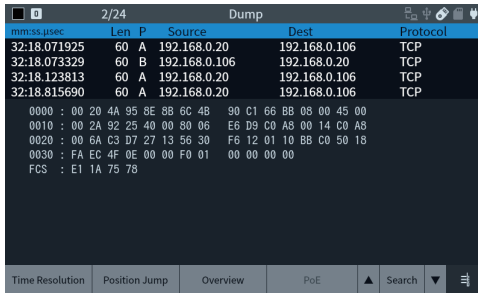 0 2/24 Dump
mm:ss.µsec Len P Source Dest Protocol
32:18.071925 60 A 192.168.0.20 192.168.0.106 TCP
32:18.073329 60 B 192.168.0.106 192.168.0.20 TCP
32:18.123813 60 A 192.168.0.20 192.168.0.106 TCP
32:18.815690 60 A 192.168.0.20 192.168.0.106 TCP
0000 : 00 20 4A 95 8E 8B 6C 4B 90 C1 66 BB 08 00 45 00
0010 : 00 2A 92 25 40 00 80 06 E6 D9 C0 A8 00 14 C0 A8
0020 : 00 6A C3 D7 27 13 56 30 F6 12 01 10 BB C0 50 18
0030 : FA EC 4F 0E 00 00 F0 01 00 00 00 00
FCS : E1 1A 75 78
Time Resolution Position Jump Overview PoE ▲ Search ▼